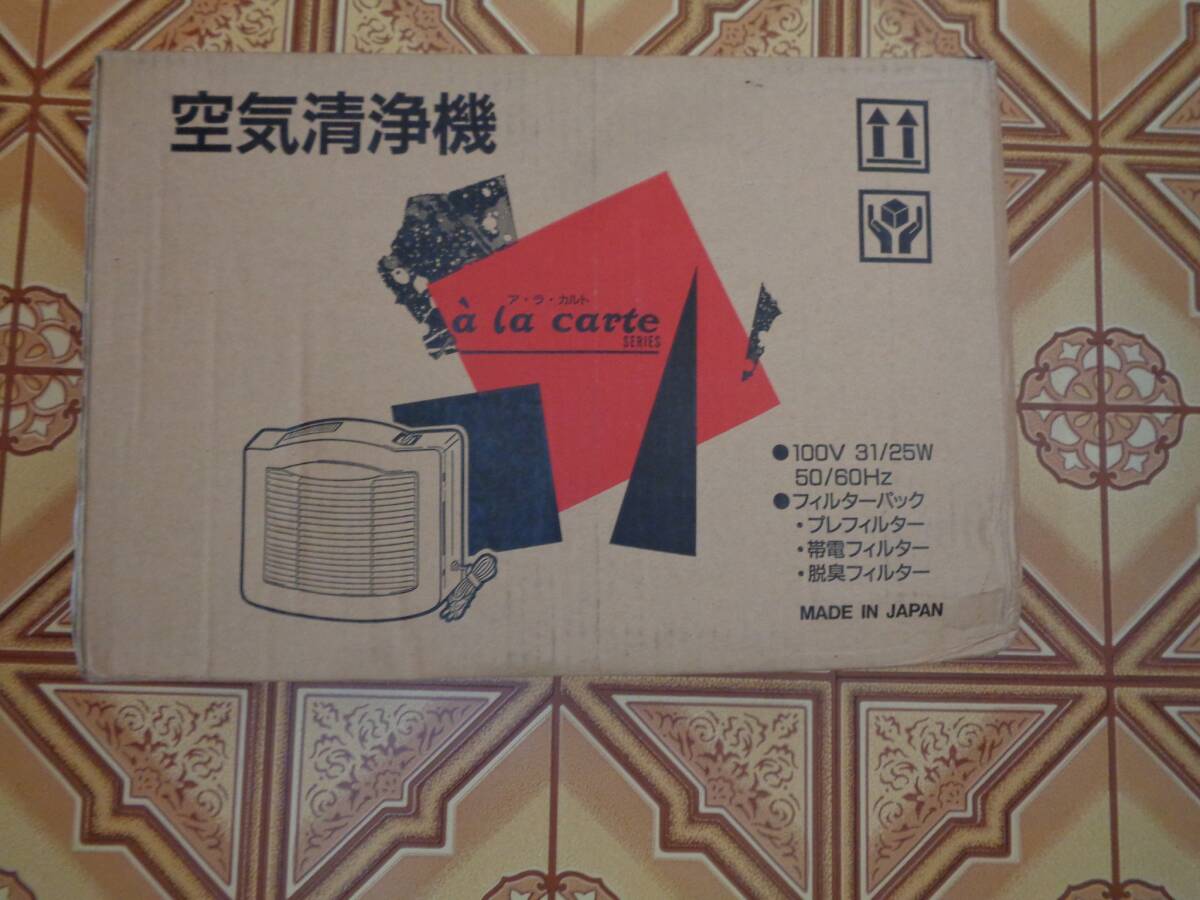 空気清浄機
ア・ラ・カルト
à la carte
SERIES
●100V 31/25W
50/60Hz
●フィルターパック
・プレフィルター
・帯電フィルター
・脱臭フィルター
MADE IN JAPAN